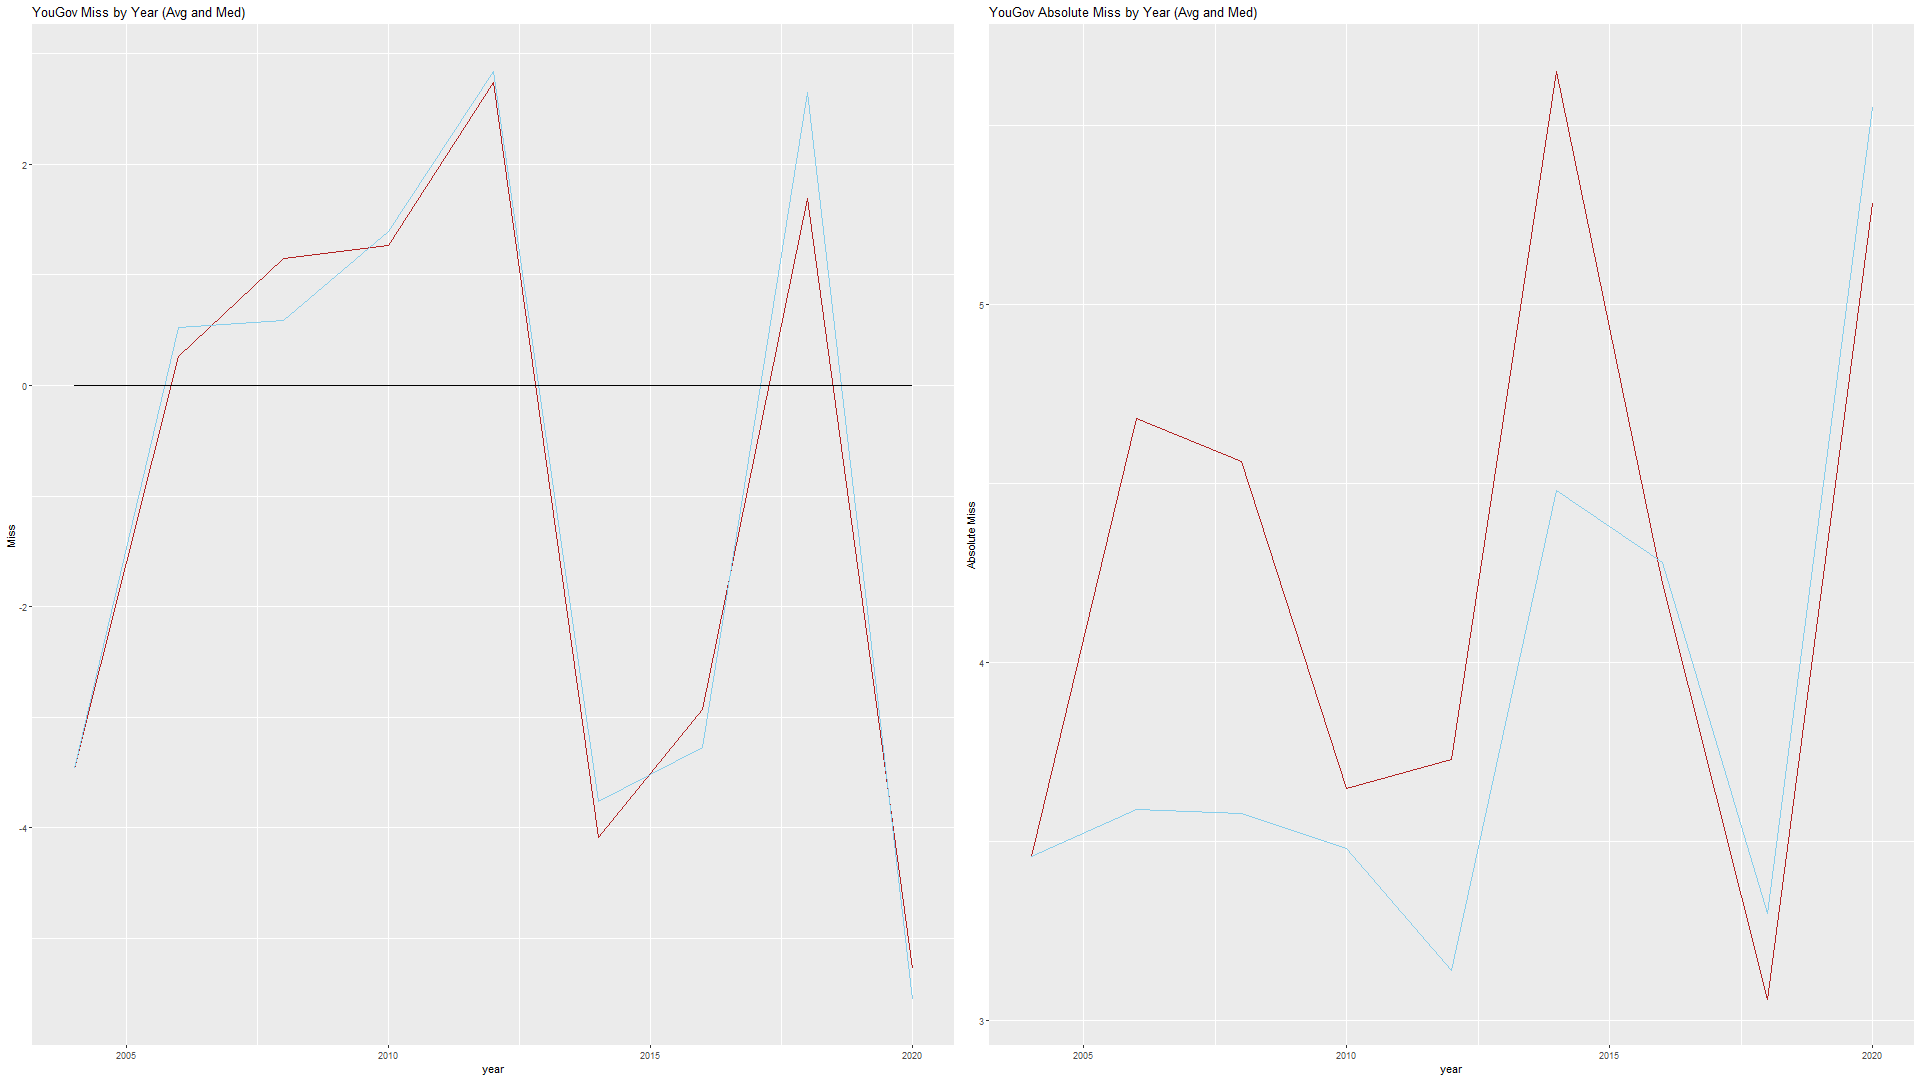 YouGov Miss by Year (Avg and Med)
Miss
2
0
-2
-4
2005
2010
2015
2020
year
YouGov Absolute Miss by Year (Avg and Med)
Absolute Miss
5
4
3
2005
2010
2015
2020
year